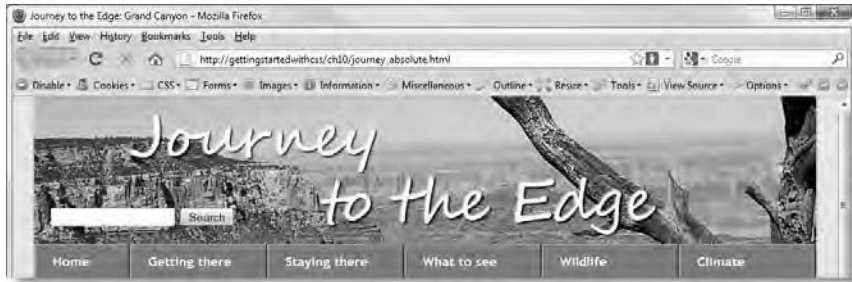 Journey to the Edge: Grand Canyon - Mozilla Firefox
File Edit View History Bookmarks Tools Help
http://gettingstartedwithcss/ch10/journey_absolute.html Google
Disable Cookies CSS Forms Images Information Miscellaneous Outline Resize Tools View Source Options
Journey
to the Edge
Search
Home Getting there Staying there What to see Wildlife Climate